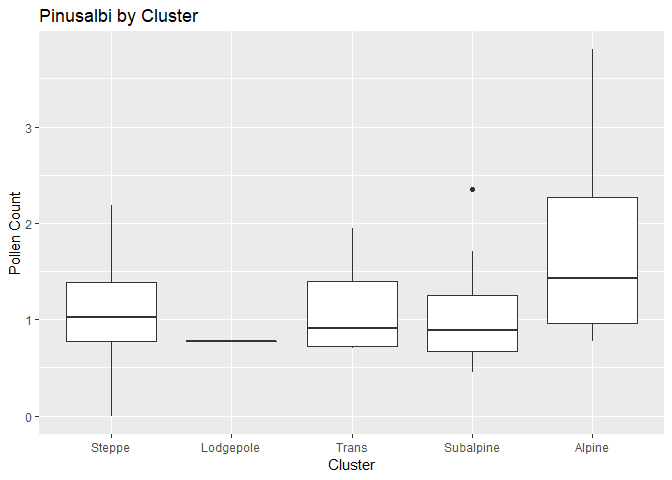 Pinusalbi by Cluster
Pollen Count
3
2
1
0
Steppe Lodgepole Trans Subalpine Alpine
Cluster